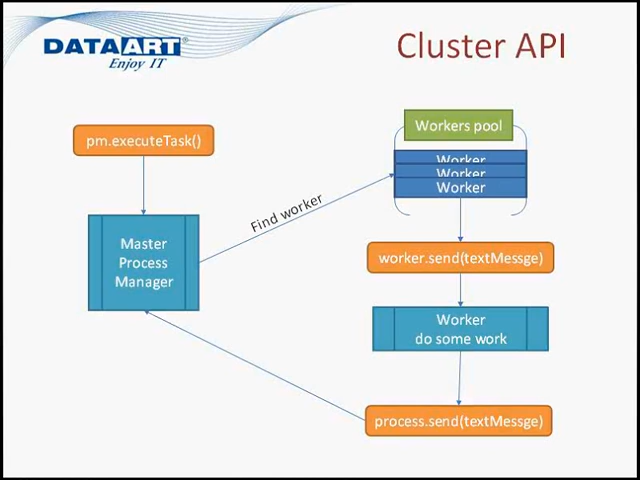 DATAART®
Enjoy IT
Cluster API
Workers pool
pm.executeTask()
Worker
Worker
Worker
Find worker
Master
Process
Manager
worker.send(textMessge)
Worker
do some work
process.send(textMessge)